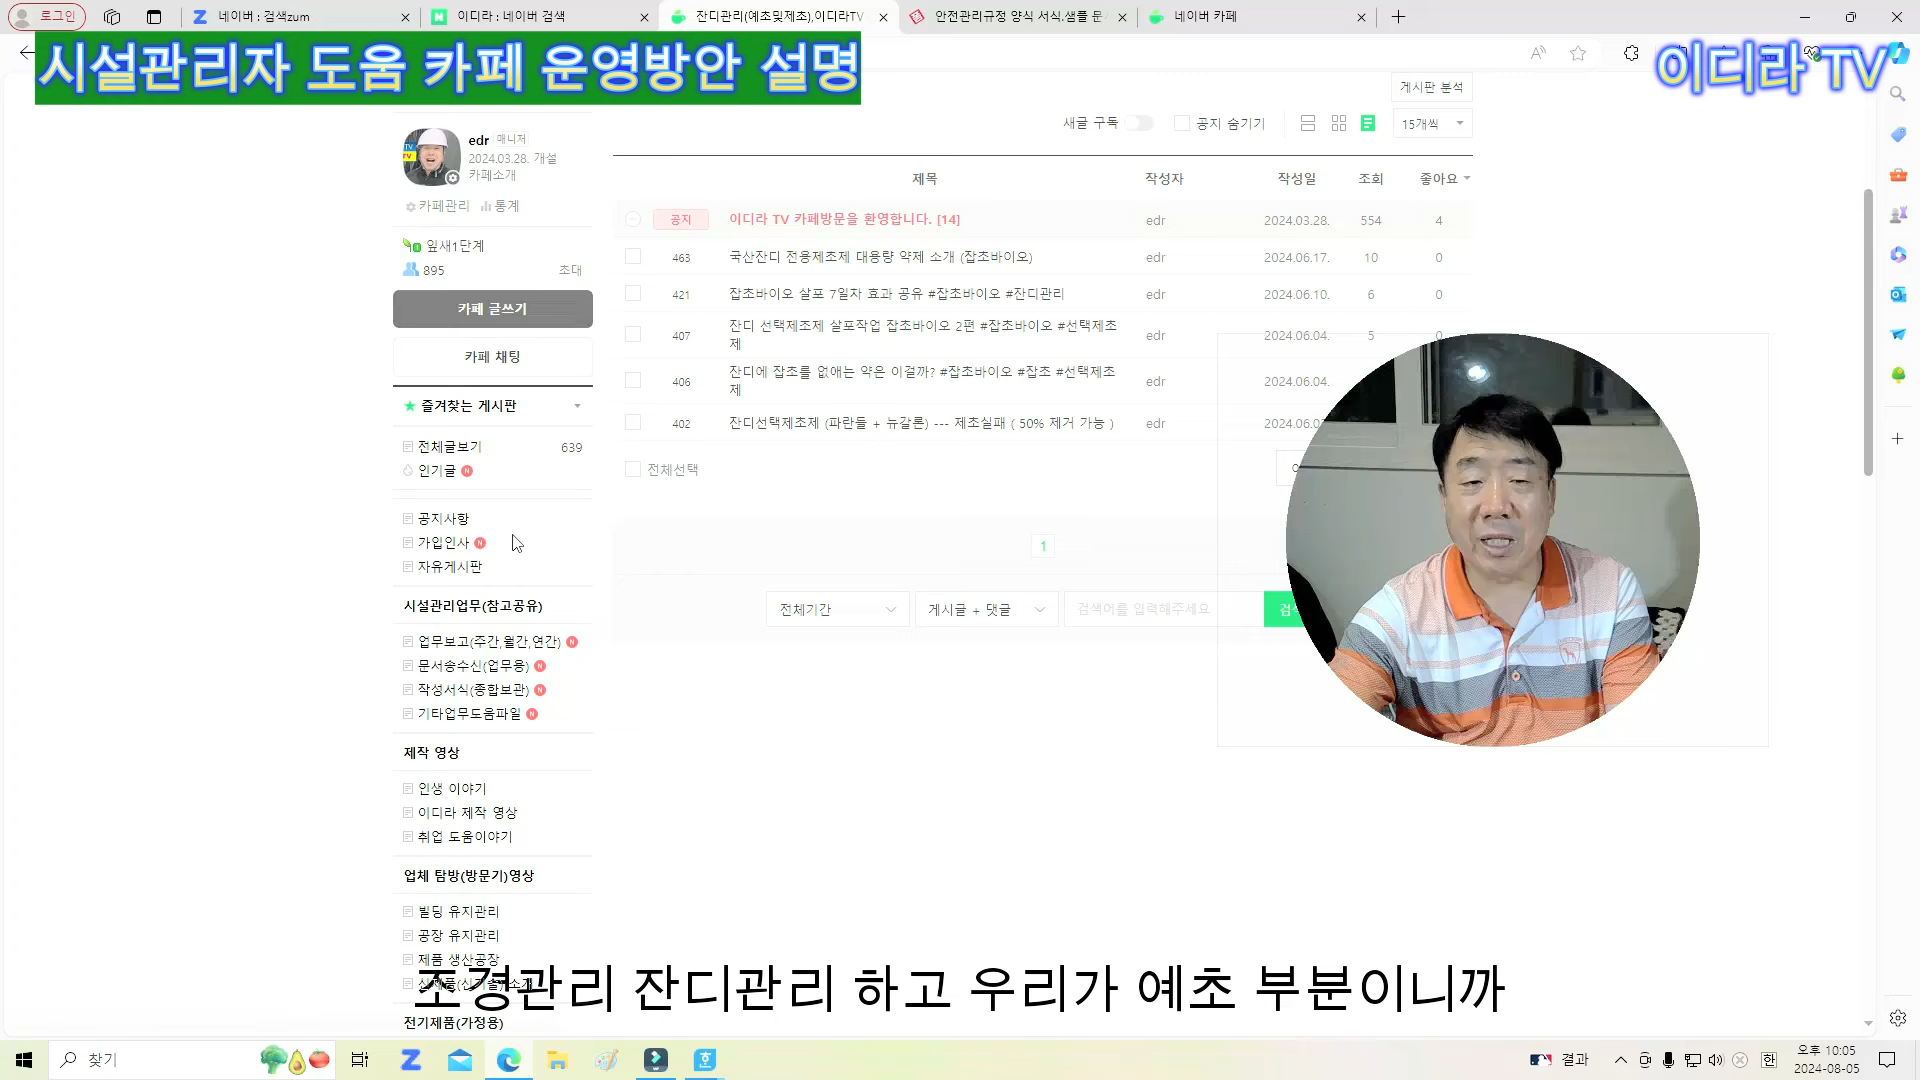 로그인
네이버 : 검색zum
이디라 : 네이버 검색
잔디관리(예초및제초),이디라TV
안전관리규정 양식 서식.샘플 문
네이버 카페
시설관리자 도움 카페 운영방안 설명
이디라 TV
게시판 분석
새글 구독
공지 숨기기
15개씩
edr 매니저
2024.03.28. 개설
카페소개
카페관리
통계
잎새1단계
895
초대
카페 글쓰기
카페 채팅
즐겨찾는 게시판
전체글보기 639
인기글 N
공지사항
가입인사 N
자유게시판
시설관리업무(참고공유)
업무보고(주간,월간,연간) N
문서송수신(업무용) N
작성서식(종합보관) N
기타업무도움파일 N
제작 영상
인생 이야기
이디라 제작 영상
취업 도움이야기
업체 탐방(방문기)영상
빌딩 유지관리
공장 유지관리
제품 생산공장
전기제품(가정용)
제목 작성자 작성일 조회 좋아요
공지 이디라 TV 카페방문을 환영합니다. [14] edr 2024.03.28. 554 4
463 국산잔디 전용제초제 대용량 약제 소개 (잡초바이오) edr 2024.06.17. 10 0
421 잡초바이오 살포 7일차 효과 공유 #잡초바이오 #잔디관리 edr 2024.06.10. 6 0
407 잔디 선택제초제 살포작업 잡초바이오 2편 #잡초바이오 #선택제초
제 edr 2024.06.04. 5 0
406 잔디에 잡초를 없애는 약은 이걸까? #잡초바이오 #잡초 #선택제초
제 edr 2024.06.04.
402 잔디선택제초제 (파란들 + 뉴갈론) --- 제초실패 ( 50% 제거 가능 ) edr
전체선택
1
전체기간
게시글 + 댓글
검색어를 입력해주세요
조경관리 잔디관리 하고 우리가 예초 부분이니까
찾기
결과
한
오후 10:05
2024-08-05